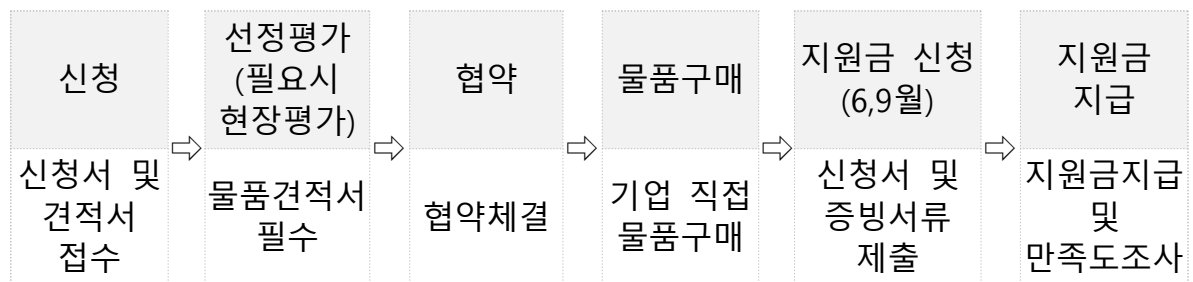 신청
선정평가
(필요시
현장평가)
협약
물품구매
지원금 신청
(6,9월)
지원금
지급
신청서 및
견적서
접수
물품견적서
필수
협약체결
기업 직접
물품구매
신청서 및
증빙서류
제출
지원금지급
및
만족도조사